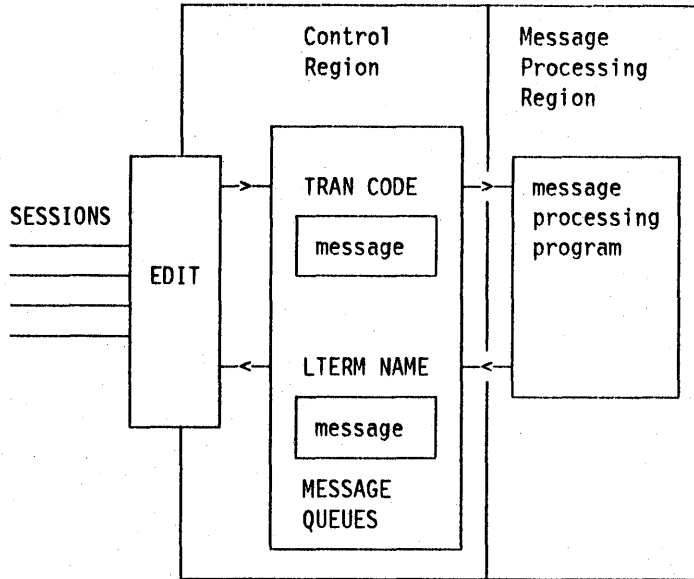 Control
Region
Message
Processing
Region
SESSIONS
EDIT
TRAN CODE
message
LTERM NAME
message
MESSAGE
QUEUES
message
processing
program